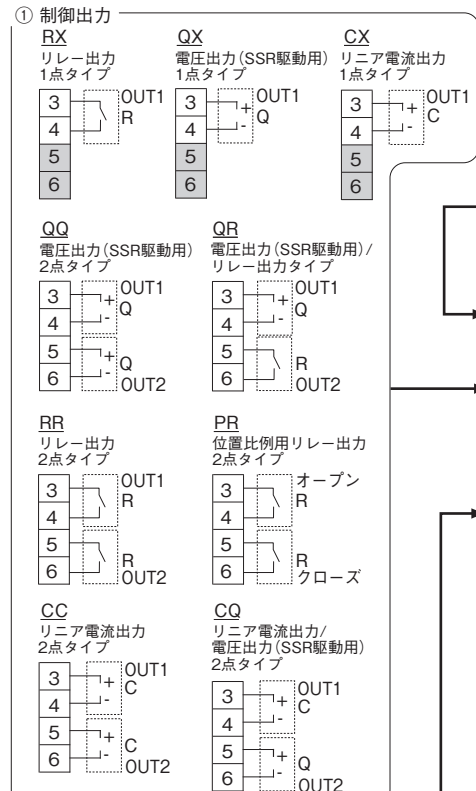 ① 制御出力
RX
リレー出力
1点タイプ
3
4
5
6
OUT1
R
QX
電圧出力(SSR駆動用)
1点タイプ
3
4
5
6
+
-
OUT1
Q
CX
リニア電流出力
1点タイプ
3
4
5
6
+
-
OUT1
C
QQ
電圧出力(SSR駆動用)
2点タイプ
3
4
5
6
+
-
OUT1
Q
+
-
Q
OUT2
QR
電圧出力(SSR駆動用)/
リレー出力タイプ
3
4
5
6
+
-
OUT1
Q
R
OUT2
RR
リレー出力
2点タイプ
3
4
5
6
OUT1
R
R
OUT2
PR
位置比例用リレー出力
2点タイプ
3
4
5
6
オープン
R
R
クローズ
CC
リニア電流出力
2点タイプ
3
4
5
6
+
-
OUT1
C
+
-
C
OUT2
CQ
リニア電流出力/
電圧出力(SSR駆動用)
2点タイプ
3
4
5
6
+
-
OUT1
C
+
-
Q
OUT2